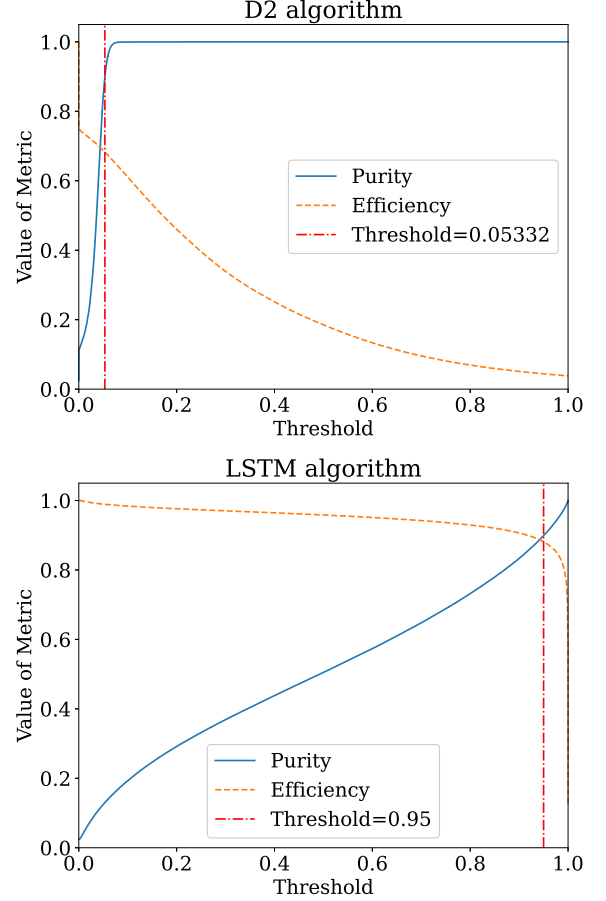 D2 algorithm
1.0
0.8
0.6
0.4
0.2
0.0
Value of Metric
Purity
Efficiency
Threshold=0.05332
0.0 0.2 0.4 0.6 0.8 1.0
Threshold
LSTM algorithm
1.0
0.8
0.6
0.4
0.2
0.0
Value of Metric
Purity
Efficiency
Threshold=0.95
0.0 0.2 0.4 0.6 0.8 1.0
Threshold